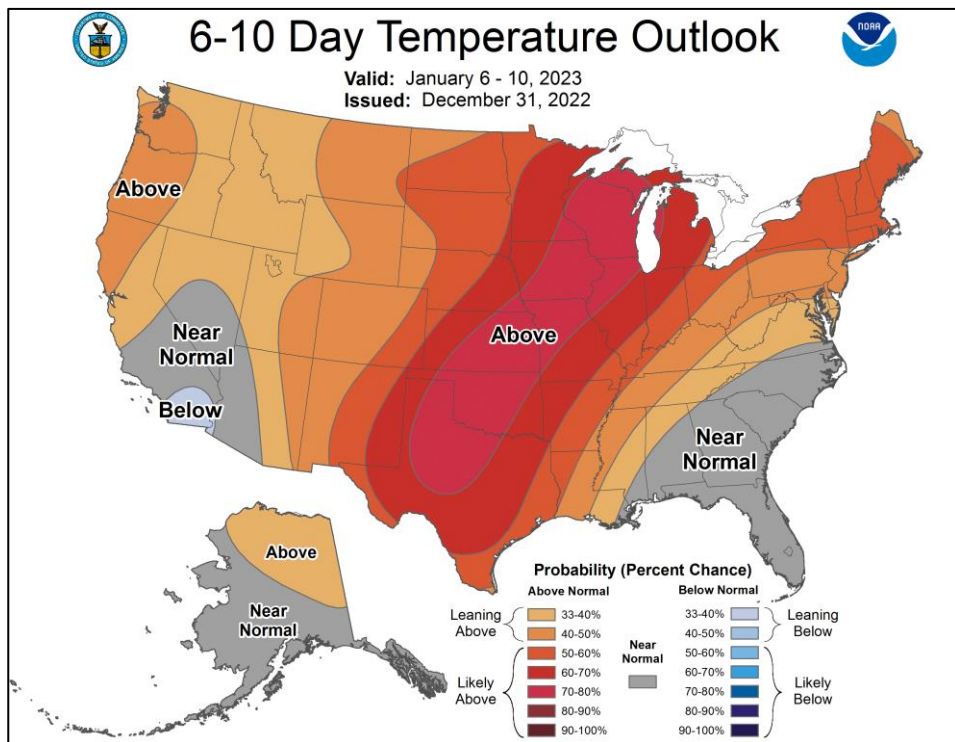 6-10 Day Temperature Outlook
Valid: January 6 - 10, 2023
Issued: December 31, 2022
NOAA
Above
Near
Normal
Below
Above
Near
Normal
Above
Near
Normal
Probability (Percent Chance)
Above Normal
Below Normal
Leaning
Above
33-40%
40-50%
Likely
Above
50-60%
60-70%
70-80%
80-90%
90-100%
Near
Normal
33-40%
40-50%
Leaning
Below
50-60%
60-70%
70-80%
80-90%
90-100%
Likely
Below